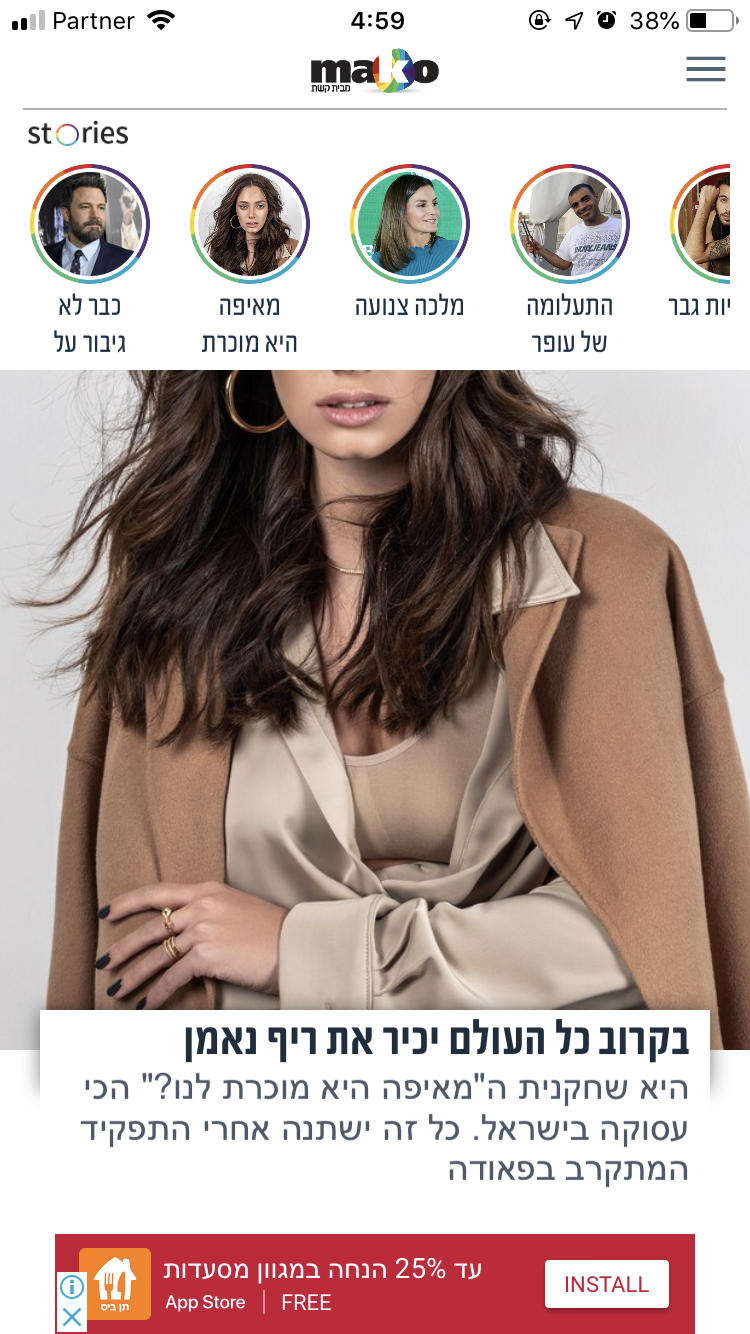 Partner
4:59
38%
mako
מבית קשת
stories
כבר לא
גיבור על
מאיפה
היא מוכרת
מלכה צנועה
התעלומה
של עופר
יות גבר
בקרוב כל העולם יכיר את ריף נאמן
היא שחקנית ה"מאיפה היא מוכרת לנו?" הכי
עסוקה בישראל. כל זה ישתנה אחרי התפקיד
המתקרב בפאודה
עד 25% הנחה במגוון מסעדות
תן ביס
App Store | FREE
INSTALL